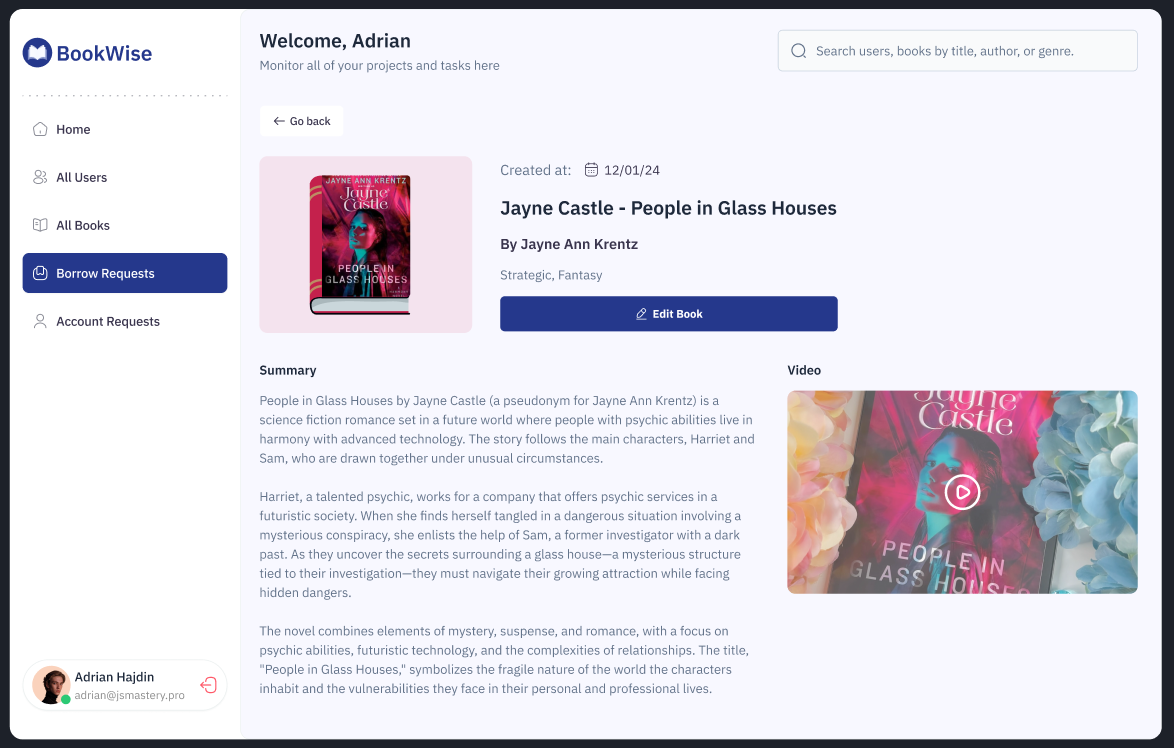 BookWise
Home
All Users
All Books
Borrow Requests
Account Requests
Adrian Hajdin
adrian@jsmastery.pro
Welcome, Adrian
Monitor all of your projects and tasks here
Search users, books by title, author, or genre.
Go back
JAYNE ANN KRENTZ
Jayne
Castle
PEOPLE IN
GLASS HOUSES
Created at: 12/01/24
Jayne Castle - People in Glass Houses
By Jayne Ann Krentz
Strategic, Fantasy
Edit Book
Summary
People in Glass Houses by Jayne Castle (a pseudonym for Jayne Ann Krentz) is a
science fiction romance set in a future world where people with psychic abilities live in
harmony with advanced technology. The story follows the main characters, Harriet and
Sam, who are drawn together under unusual circumstances.
Harriet, a talented psychic, works for a company that offers psychic services in a
futuristic society. When she finds herself tangled in a dangerous situation involving a
mysterious conspiracy, she enlists the help of Sam, a former investigator with a dark
past. As they uncover the secrets surrounding a glass house—a mysterious structure
tied to their investigation—they must navigate their growing attraction while facing
hidden dangers.
The novel combines elements of mystery, suspense, and romance, with a focus on
psychic abilities, futuristic technology, and the complexities of relationships. The title,
"People in Glass Houses," symbolizes the fragile nature of the world the characters
inhabit and the vulnerabilities they face in their personal and professional lives.
Video
Jayne
Castle
PEOPLE IN
GLASS HOUSES